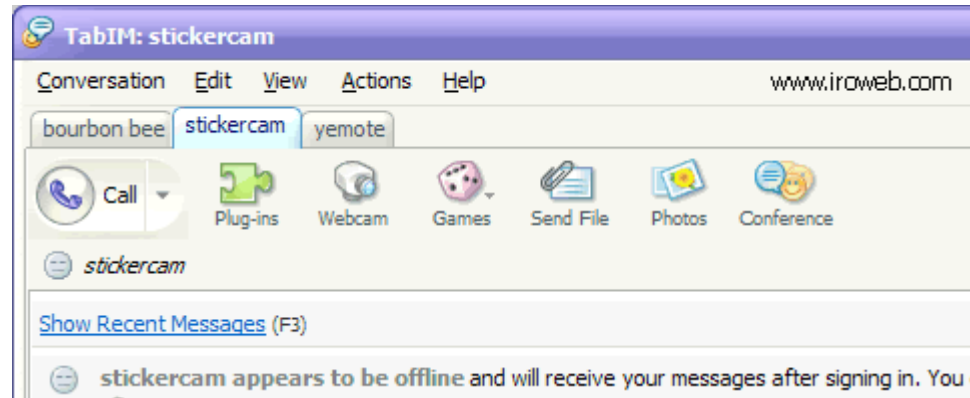 TabIM: stickercam
Conversation Edit View Actions Help www.iroweb.com
bourbon bee stickercam yemote
Call Plug-ins Webcam Games Send File Photos Conference
stickercam
Show Recent Messages (F3)
stickercam appears to be offline and will receive your messages after signing in. You